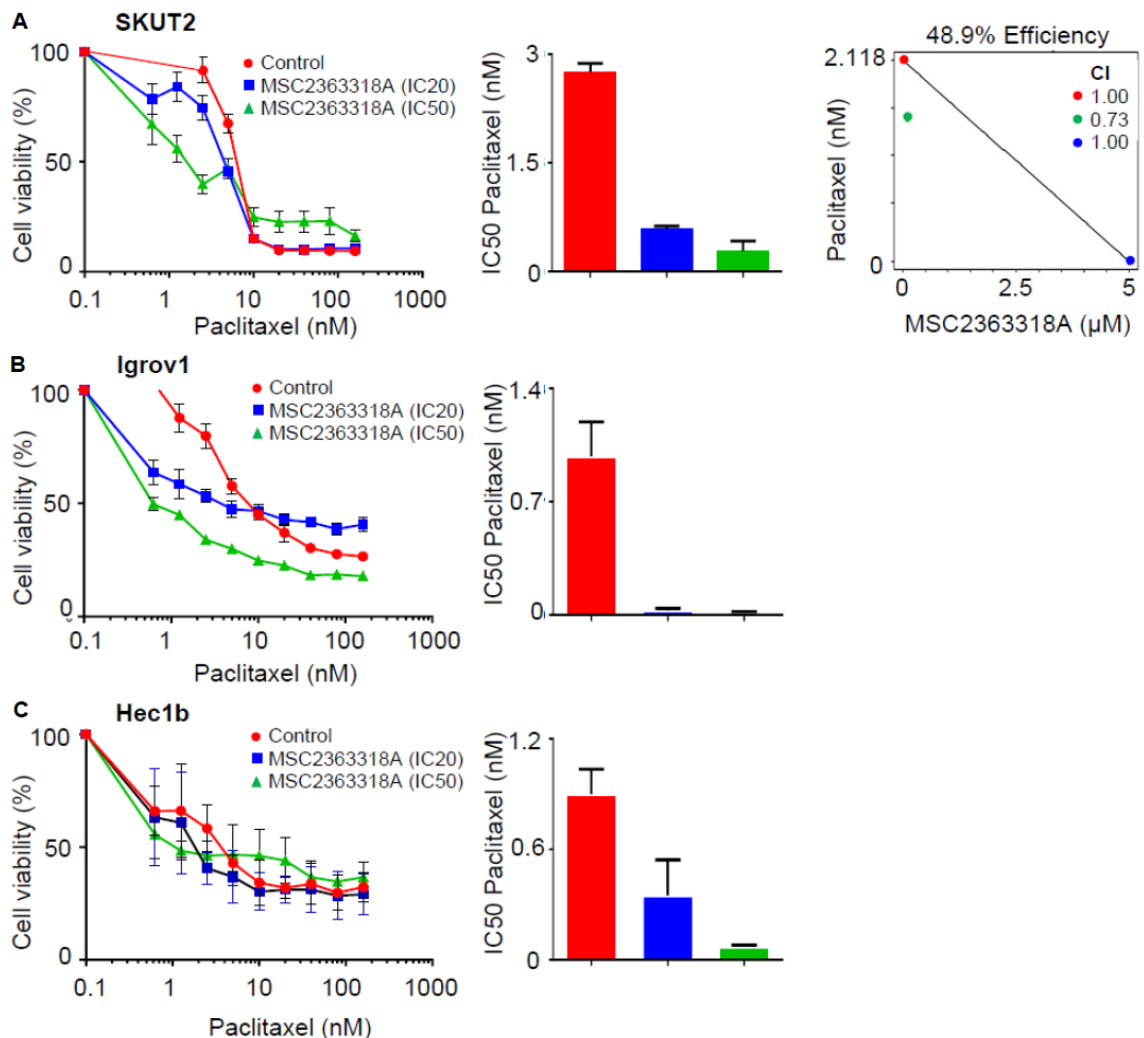 A
SKUT2
Cell viability (%)
100
50
0
Control
MSC2363318A (IC20)
MSC2363318A (IC50)
0.1 1 10 100 1000
Paclitaxel (nM)
IC50 Paclitaxel (nM)
3
1.5
0
48.9% Efficiency
Paclitaxel (nM)
2.118
0
CI
1.00
0.73
1.00
0 2.5 5
MSC2363318A (µM)
B
Igrov1
Cell viability (%)
100
50
0
Control
MSC2363318A (IC20)
MSC2363318A (IC50)
0.1 1 10 100 1000
Paclitaxel (nM)
IC50 Paclitaxel (nM)
1.4
0.7
0
C
Hec1b
Cell viability (%)
100
50
0
Control
MSC2363318A (IC20)
MSC2363318A (IC50)
0.1 1 10 100 1000
Paclitaxel (nM)
IC50 Paclitaxel (nM)
1.2
0.6
0